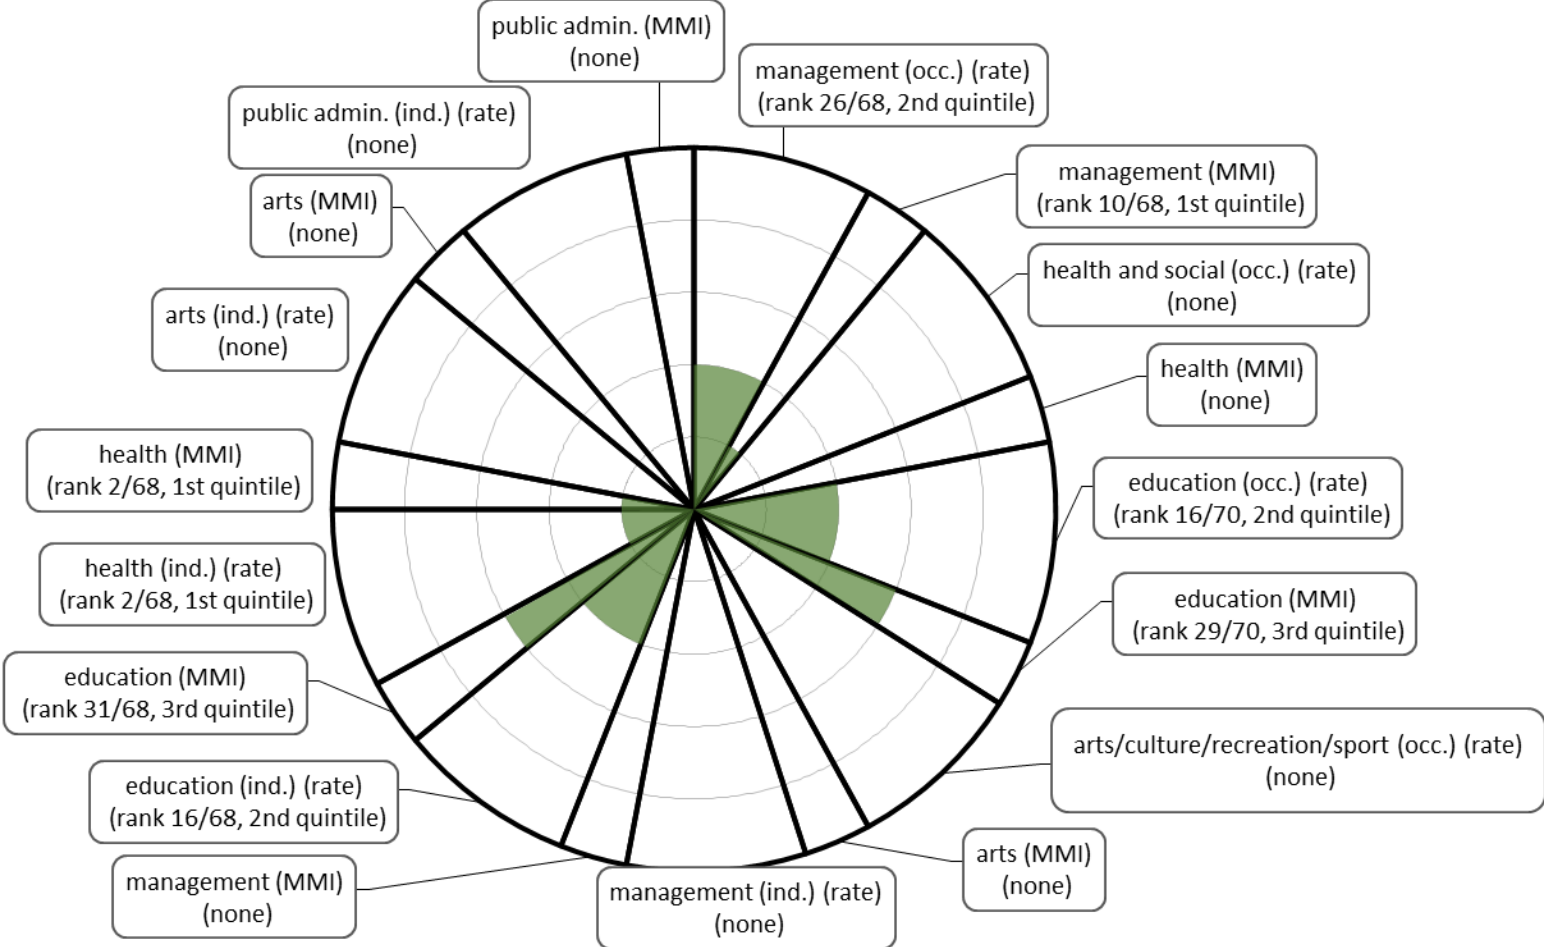 public admin. (MMI)
(none)
management (occ.) (rate)
(rank 26/68, 2nd quintile)
management (MMI)
(rank 10/68, 1st quintile)
health and social (occ.) (rate)
(none)
health (MMI)
(none)
education (occ.) (rate)
(rank 16/70, 2nd quintile)
education (MMI)
(rank 29/70, 3rd quintile)
arts/culture/recreation/sport (occ.) (rate)
(none)
arts (MMI)
(none)
management (ind.) (rate)
(none)
management (MMI)
(none)
education (ind.) (rate)
(rank 16/68, 2nd quintile)
education (MMI)
(rank 31/68, 3rd quintile)
health (ind.) (rate)
(rank 2/68, 1st quintile)
health (MMI)
(rank 2/68, 1st quintile)
arts (ind.) (rate)
(none)
arts (MMI)
(none)
public admin. (ind.) (rate)
(none)